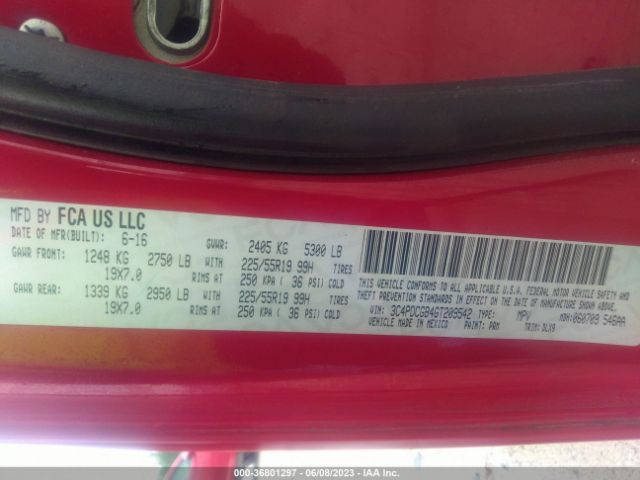 MFD BY FCA US LLC
DATE OF MFR(BUILT): 6-16 GVWR: 2405 KG 5300 LB
GAWR FRONT: 1248 KG 2750 LB WITH 225/55R19 99H TIRES
19X7.0 RIMS AT 250 KPA ( 36 PSI) COLD
GAWR REAR: 1339 KG 2950 LB WITH 225/55R19 99H TIRES
19X7.0 RIMS AT 250 KPA ( 36 PSI) COLD
THIS VEHICLE CONFORMS TO ALL APPLICABLE U.S.A. FEDERAL MOTOR VEHICLE SAFETY AND
THEFT PREVENTION STANDARDS IN EFFECT ON THE DATE OF MANUFACTURE SHOWN ABOVE.
VIN: 3C4PDCGB4GT209542 TYPE: MPV MDH: 060709 546AA
VEHICLE MADE IN MEXICO PAINT: PRM TRIM: DLX9
000-36801297 - 06/08/2023 - IAA Inc.